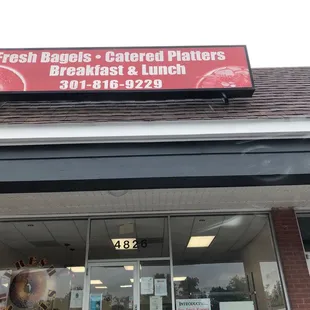 Fresh Bagels • Catered Platters
Breakfast & Lunch
301-816-9229
4826